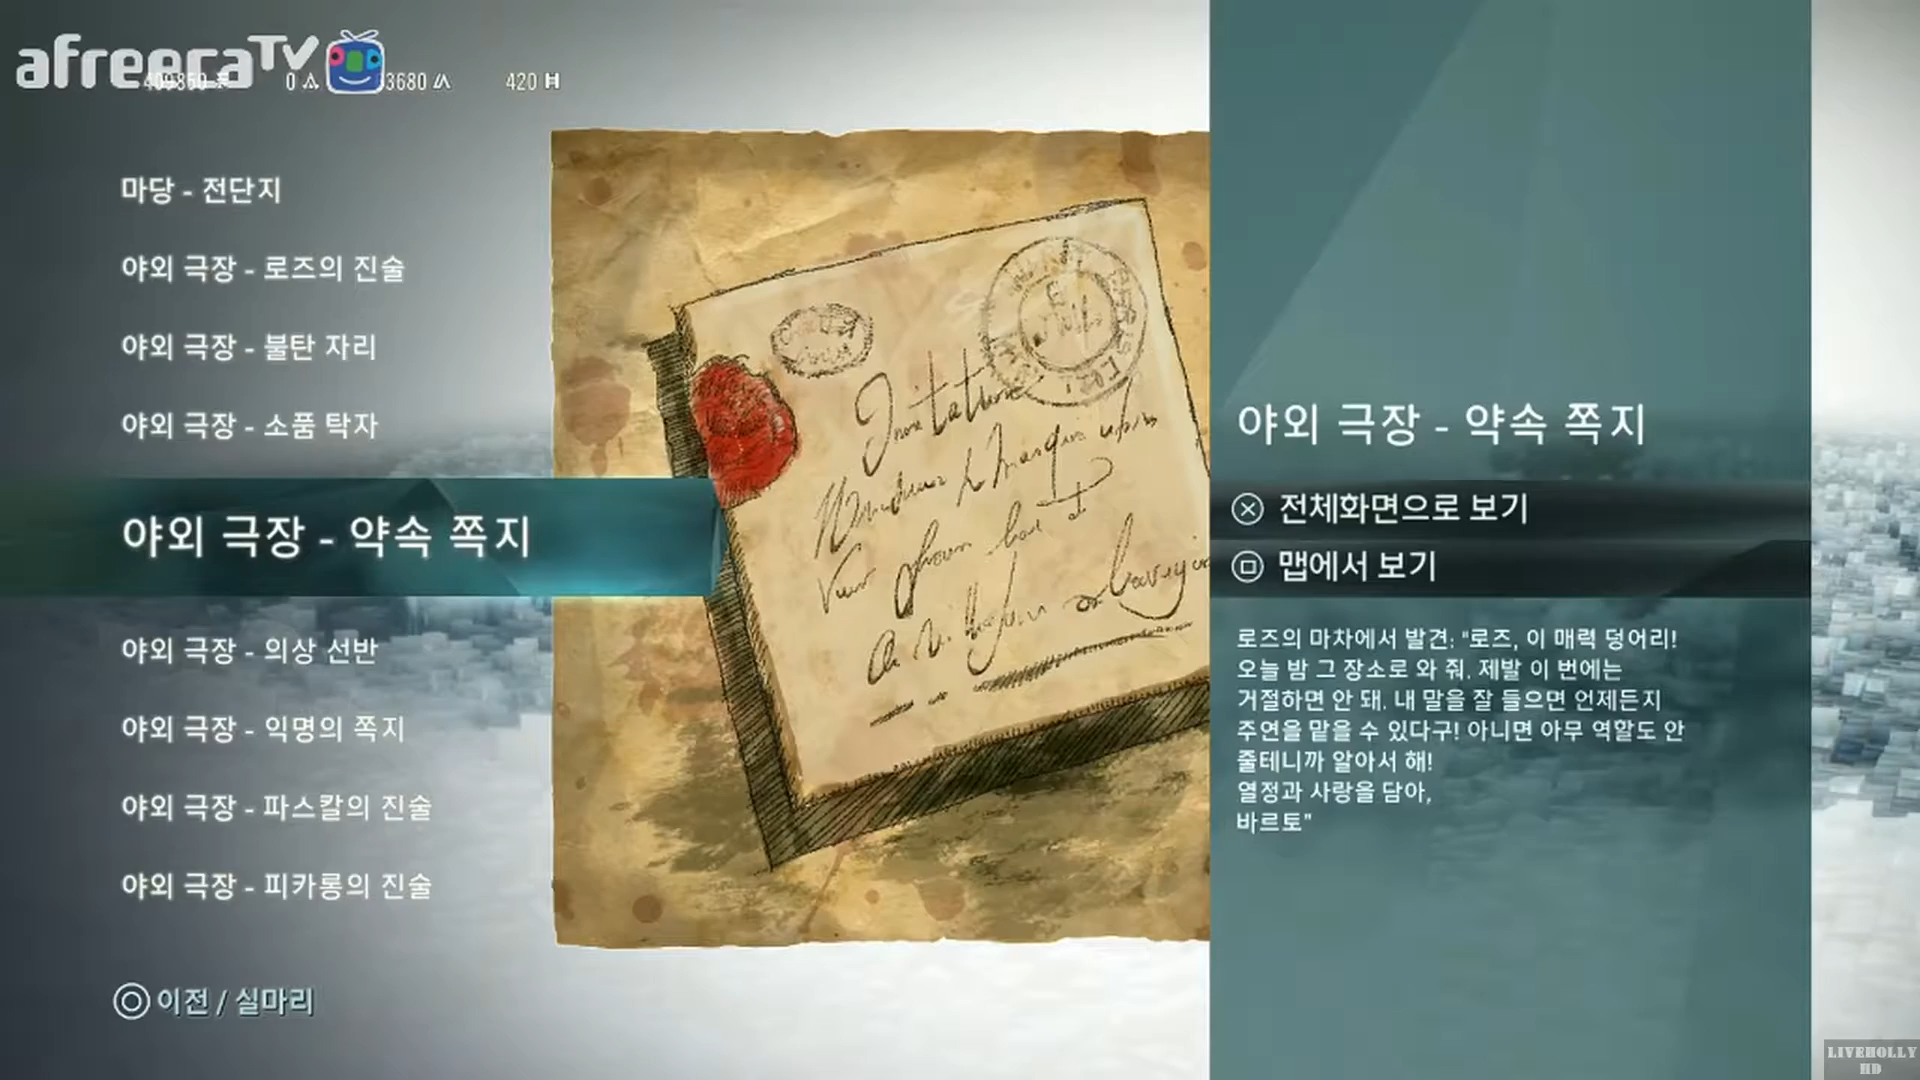 afreecaTV
0
3680
420 H
마당 - 전단지
야외 극장 - 로즈의 진술
야외 극장 - 불탄 자리
야외 극장 - 소품 탁자
야외 극장 - 약속 쪽지
야외 극장 - 의상 선반
야외 극장 - 익명의 쪽지
야외 극장 - 파스칼의 진술
야외 극장 - 피카롱의 진술
이전 / 실마리
야외 극장 - 약속 쪽지
전체화면으로 보기
맵에서 보기
로즈의 마차에서 발견: "로즈, 이 매력 덩어리!
오늘 밤 그 장소로 와 줘. 제발 이 번에는
거절하면 안 돼. 내 말을 잘 들으면 언제든지
주연을 맡을 수 있다구! 아니면 아무 역할도 안
줄테니까 알아서 해!
열정과 사랑을 담아,
바르토"
LIVEHOLLY
HD